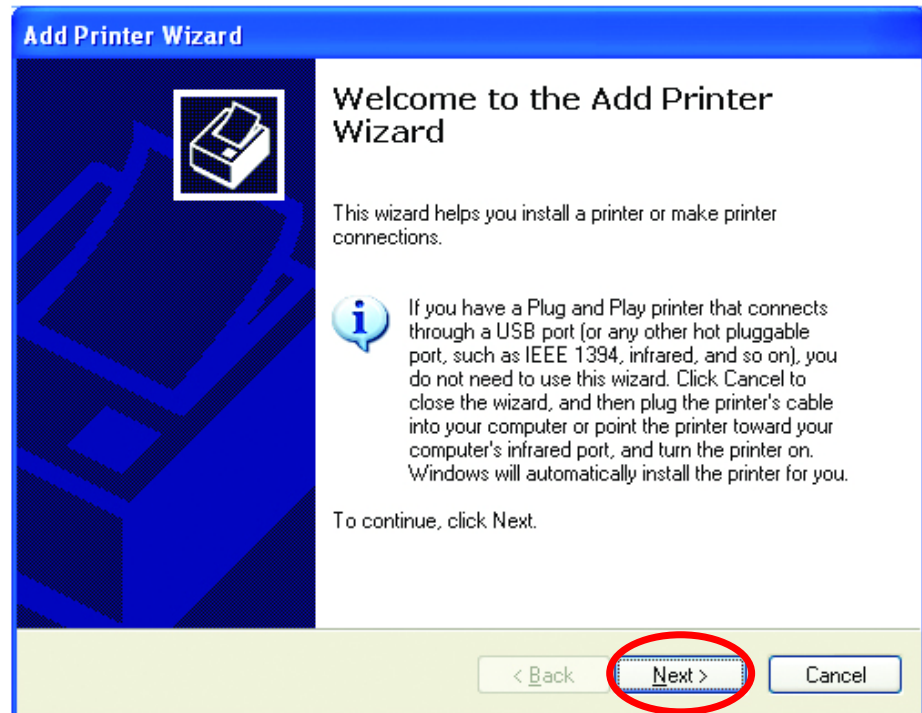 Add Printer Wizard
Welcome to the Add Printer
Wizard
This wizard helps you install a printer or make printer
connections.
If you have a Plug and Play printer that connects
through a USB port (or any other hot pluggable
port, such as IEEE 1394, infrared, and so on), you
do not need to use this wizard. Click Cancel to
close the wizard, and then plug the printer's cable
into your computer or point the printer toward your
computer's infrared port, and turn the printer on.
Windows will automatically install the printer for you.
To continue, click Next.
< Back Next > Cancel